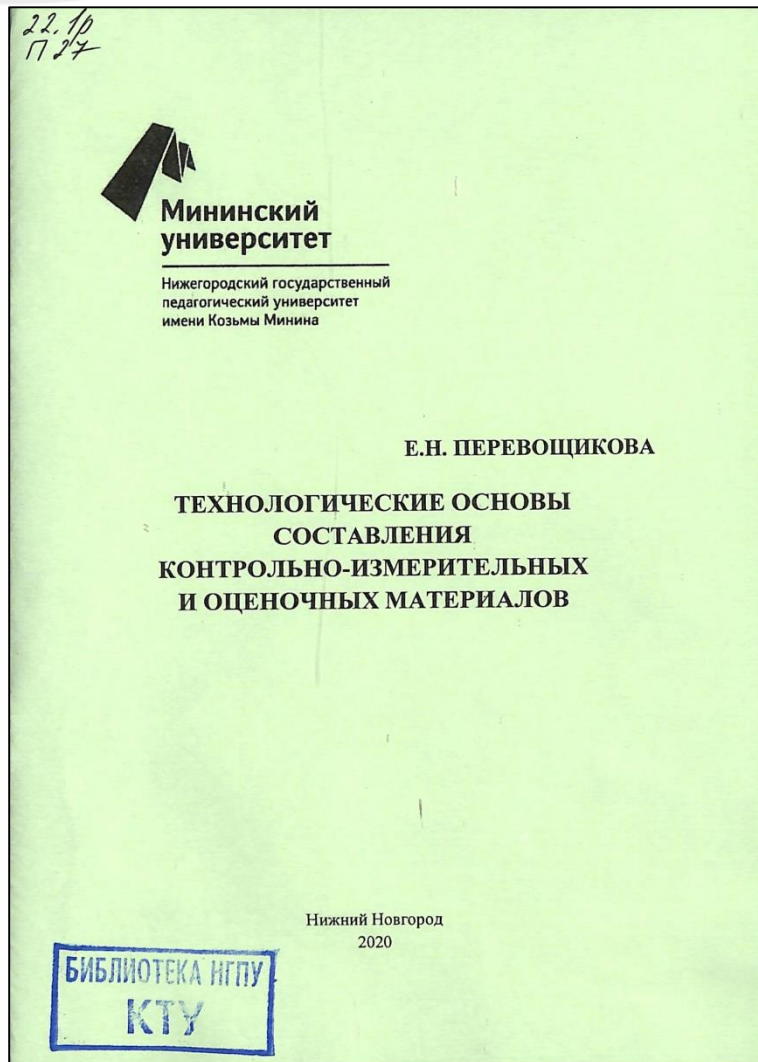 22.1р
П 27
Мининский
университет
Нижегородский государственный
педагогический университет
имени Козьмы Минина
Е.Н. ПЕРЕВОЩИКОВА
ТЕХНОЛОГИЧЕСКИЕ ОСНОВЫ
СОСТАВЛЕНИЯ
КОНТРОЛЬНО-ИЗМЕРИТЕЛЬНЫХ
И ОЦЕНОЧНЫХ МАТЕРИАЛОВ
Нижний Новгород
2020
БИБЛИОТЕКА НГПУ
КТУ